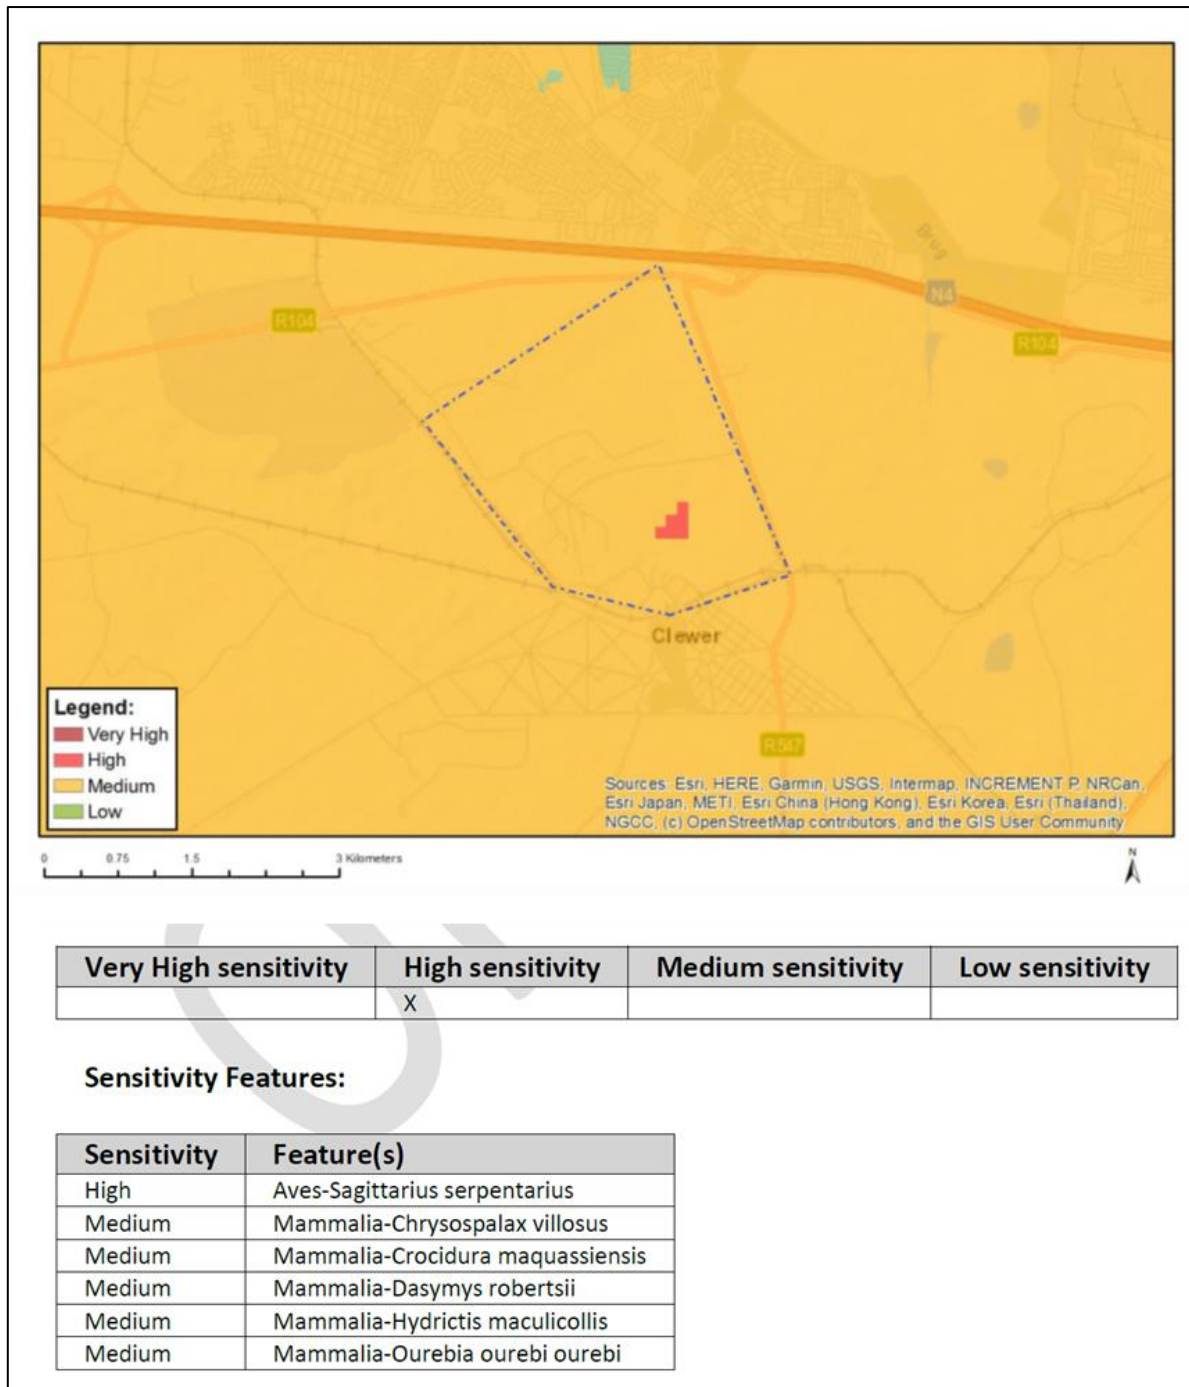 Brug
N4
R104
R104
Clewer
R547
Legend:
Very High
High
Medium
Low
Sources: Esri, HERE, Garmin, USGS, Intermap, INCREMENT P, NRCan,
Esri Japan, METI, Esri China (Hong Kong), Esri Korea, Esri (Thailand),
NGCC, (c) OpenStreetMap contributors, and the GIS User Community
0 0.75 1.5 3 Kilometers
N
Very High sensitivity High sensitivity Medium sensitivity Low sensitivity
X
Sensitivity Features:
Sensitivity Feature(s)
High Aves-Sagittarius serpentarius
Medium Mammalia-Chrysospalax villosus
Medium Mammalia-Crocidura maquassiensis
Medium Mammalia-Dasymys robertsii
Medium Mammalia-Hydrictis maculicollis
Medium Mammalia-Ourebia ourebi ourebi